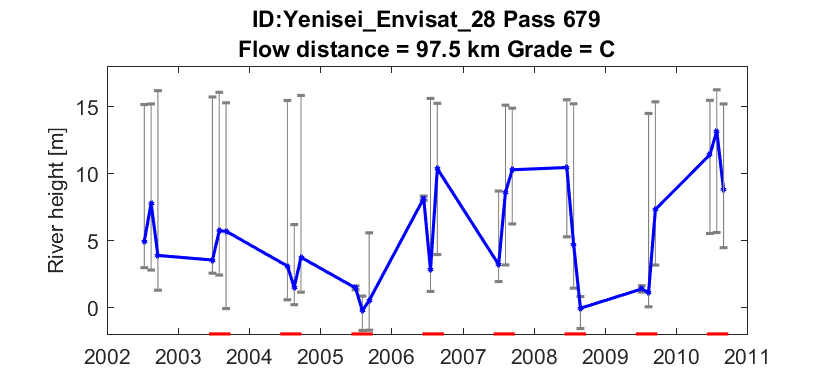 ID:Yenisei_Envisat_28 Pass 679
Flow distance = 97.5 km Grade = C
River height [m]
15
10
5
0
2002 2003 2004 2005 2006 2007 2008 2009 2010 2011